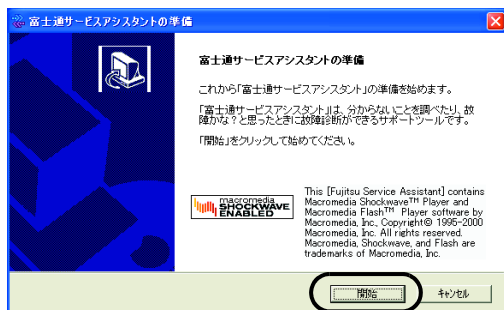 富士通サービスアシスタントの準備
富士通サービスアシスタントの準備
これから「富士通サービスアシスタント」の準備を始めます。
「富士通サービスアシスタント」は、分からないことを調べたり、故
障かな？と思ったときに故障診断ができるサポートツールです。
「開始」をクリックして始めてください。
macromedia
SHOCKWAVE
ENABLED
This [Fujitsu Service Assistant] contains
Macromedia Shockwave™ Player and
Macromedia Flash™ Player software by
Macromedia, Inc., Copyright© 1995-2000
Macromedia, Inc. All rights reserved.
Macromedia, Shockwave, and Flash are
trademarks of Macromedia, Inc.
開始
キャンセル